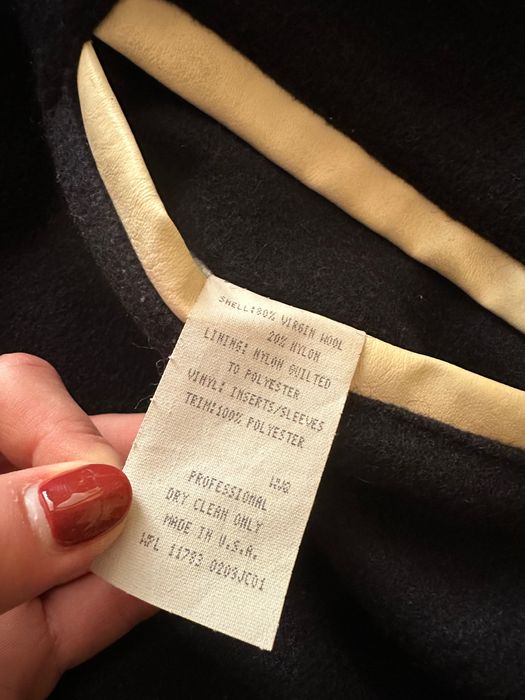 SHELL:80% VIRGIN WOOL
20% NYLON
LINING: NYLON QUILTED
TO POLYESTER
VINYL: INSERTS/SLEEVES
TRIM:100% POLYESTER
PROFESSIONAL
DRY CLEAN ONLY
MADE IN U.S.A.
WPL 11783 0203JC01